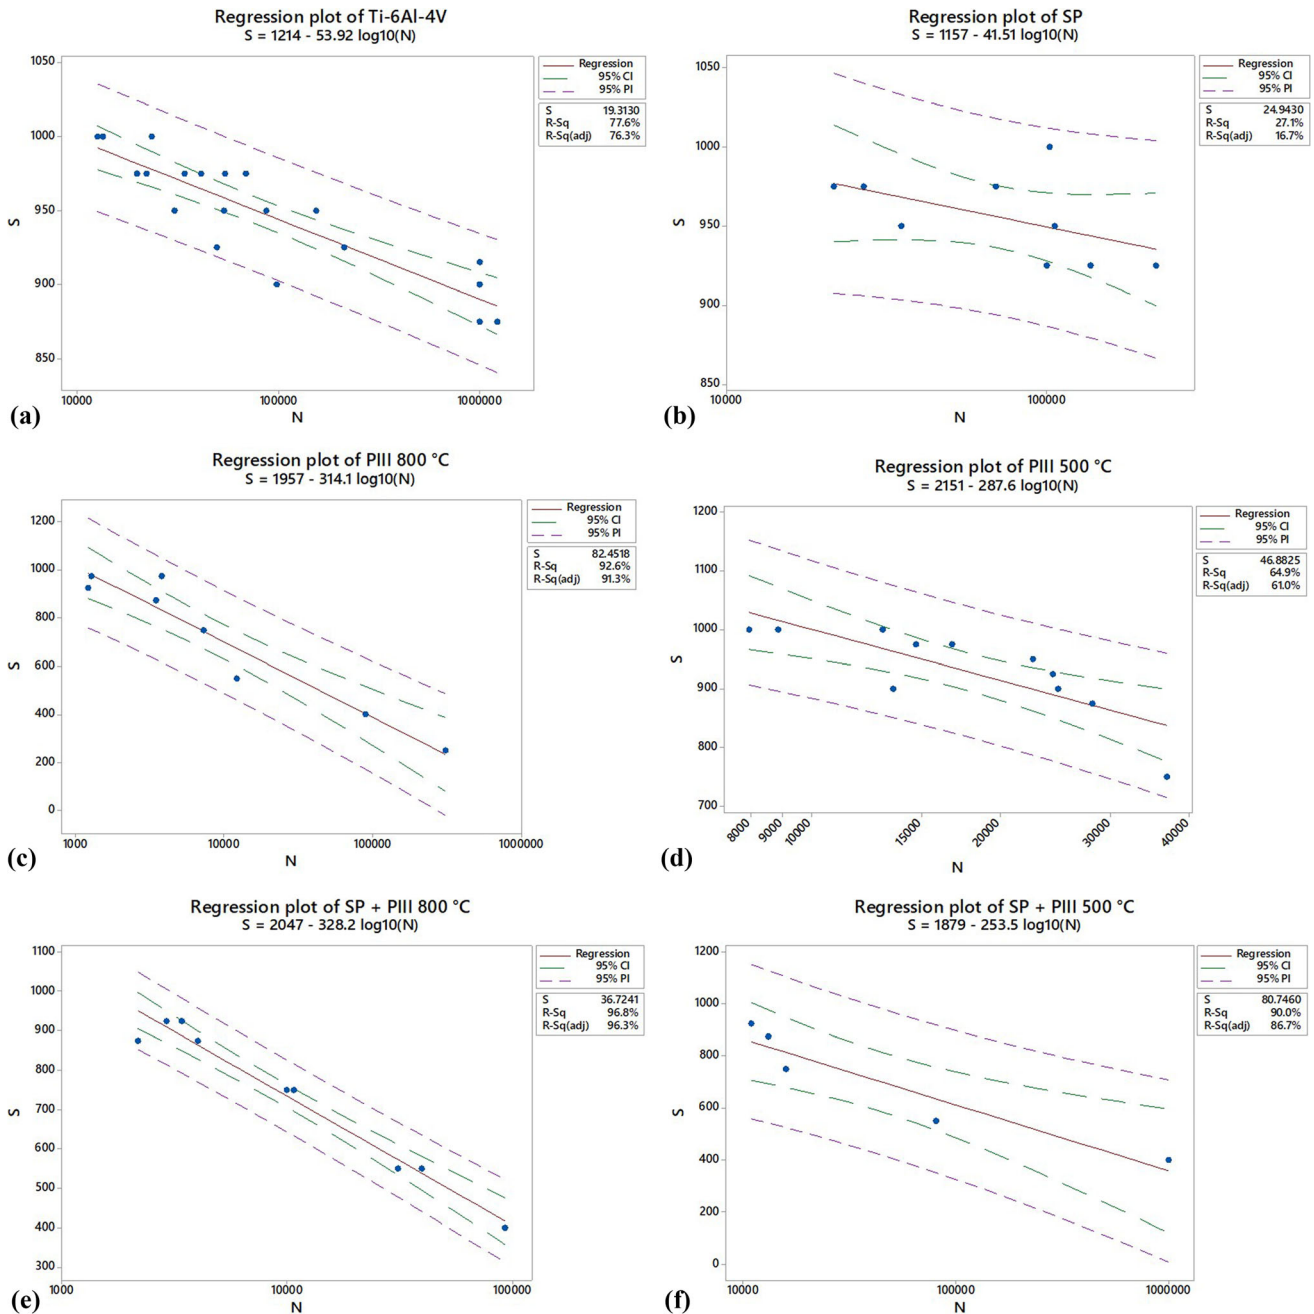 Regression plot of Ti-6Al-4V
S = 1214 - 53.92 log10(N)
Regression
95% CI
95% PI
S 19.3130
R-Sq 77.6%
R-Sq(adj) 76.3%
1050
1000
950
900
850
S
10000 100000 1000000
N
(a)
Regression plot of SP
S = 1157 - 41.51 log10(N)
Regression
95% CI
95% PI
S 24.9430
R-Sq 27.1%
R-Sq(adj) 16.7%
1050
1000
950
900
850
S
10000 100000
N
(b)
Regression plot of PIII 800 °C
S = 1957 - 314.1 log10(N)
Regression
95% CI
95% PI
S 82.4518
R-Sq 92.6%
R-Sq(adj) 91.3%
1200
1000
800
600
400
200
0
S
1000 10000 100000 1000000
N
(c)
Regression plot of PIII 500 °C
S = 2151 - 287.6 log10(N)
Regression
95% CI
95% PI
S 46.8825
R-Sq 64.9%
R-Sq(adj) 61.0%
1200
1100
1000
900
800
700
S
8000 9000 10000 15000 20000 30000 40000
N
(d)
Regression plot of SP + PIII 800 °C
S = 2047 - 328.2 log10(N)
Regression
95% CI
95% PI
S 36.7241
R-Sq 96.8%
R-Sq(adj) 96.3%
1100
1000
900
800
700
600
500
400
300
S
1000 10000 100000
N
(e)
Regression plot of SP + PIII 500 °C
S = 1879 - 253.5 log10(N)
Regression
95% CI
95% PI
S 80.7460
R-Sq 90.0%
R-Sq(adj) 86.7%
1200
1000
800
600
400
200
0
S
10000 100000 1000000
N
(f)